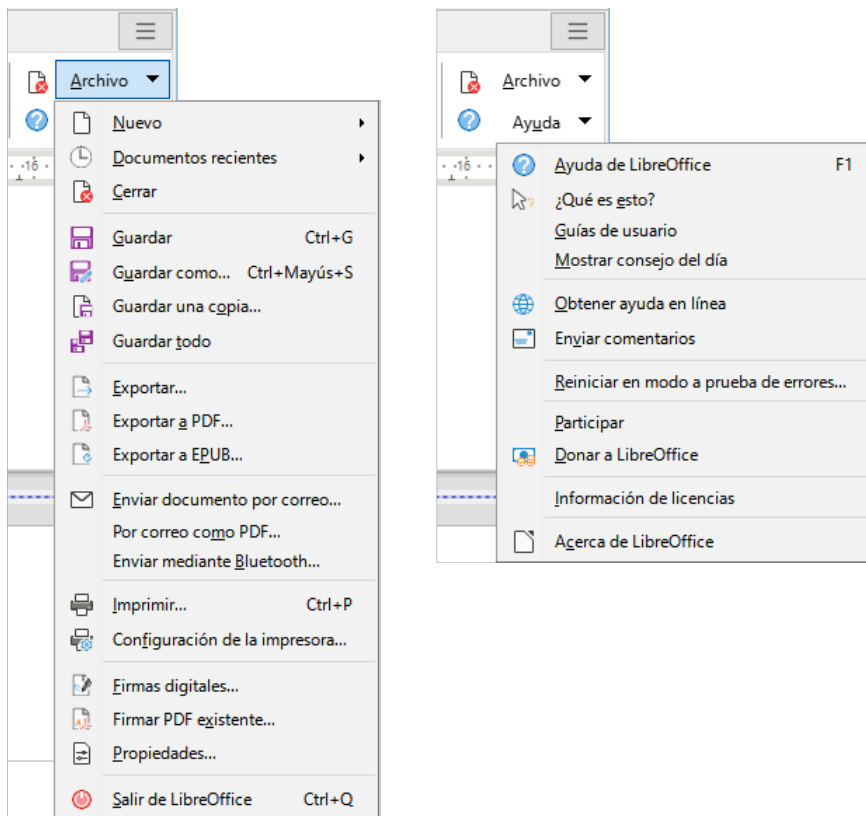 Archivo
Nuevo
Documentos recientes
Cerrar
Guardar Ctrl+G
Guardar como... Ctrl+Mayús+S
Guardar una copia...
Guardar todo
Exportar...
Exportar a PDF...
Exportar a EPUB...
Enviar documento por correo...
Por correo como PDF...
Enviar mediante Bluetooth...
Imprimir... Ctrl+P
Configuración de la impresora...
Firmas digitales...
Firmar PDF existente...
Propiedades...
Salir de LibreOffice Ctrl+Q
16
Archivo
Ayuda
16
Ayuda de LibreOffice F1
¿Qué es esto?
Guías de usuario
Mostrar consejo del día
Obtener ayuda en línea
Enviar comentarios
Reiniciar en modo a prueba de errores...
Participar
Donar a LibreOffice
Información de licencias
Acerca de LibreOffice